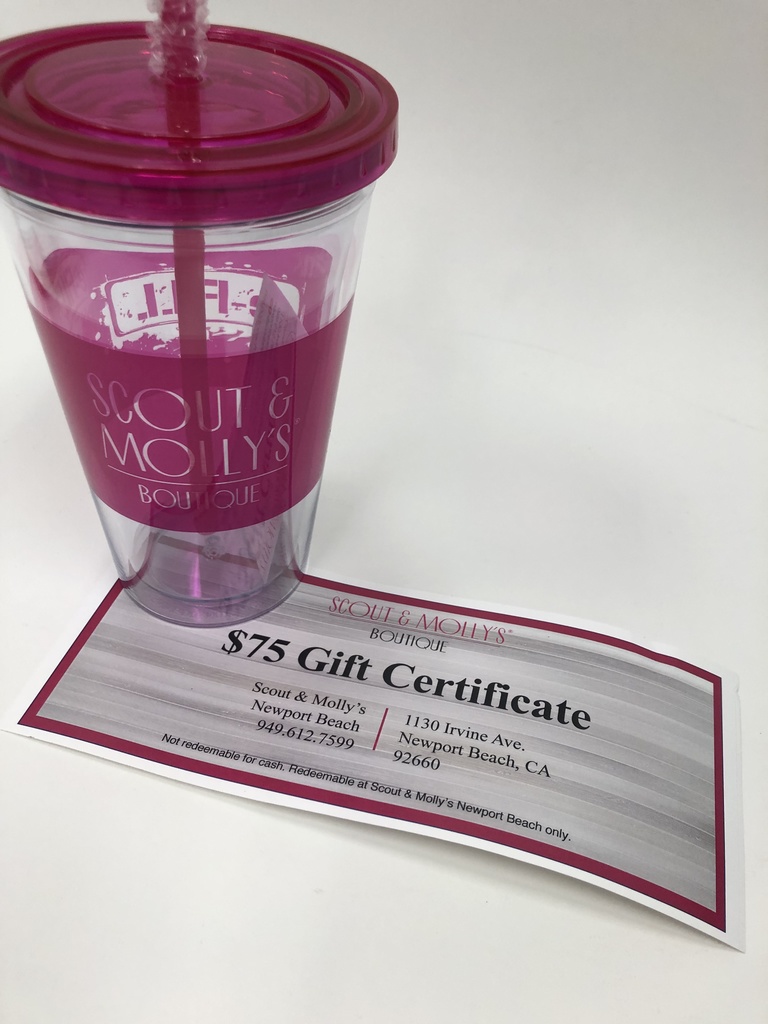 SCOUT &
MOLLY'S®
BOUTIQUE
SCOUT & MOLLY'S®
BOUTIQUE
$75 Gift Certificate
Scout & Molly's
Newport Beach
949.612.7599
1130 Irvine Ave.
Newport Beach, CA
92660
Not redeemable for cash. Redeemable at Scout & Molly's Newport Beach only.